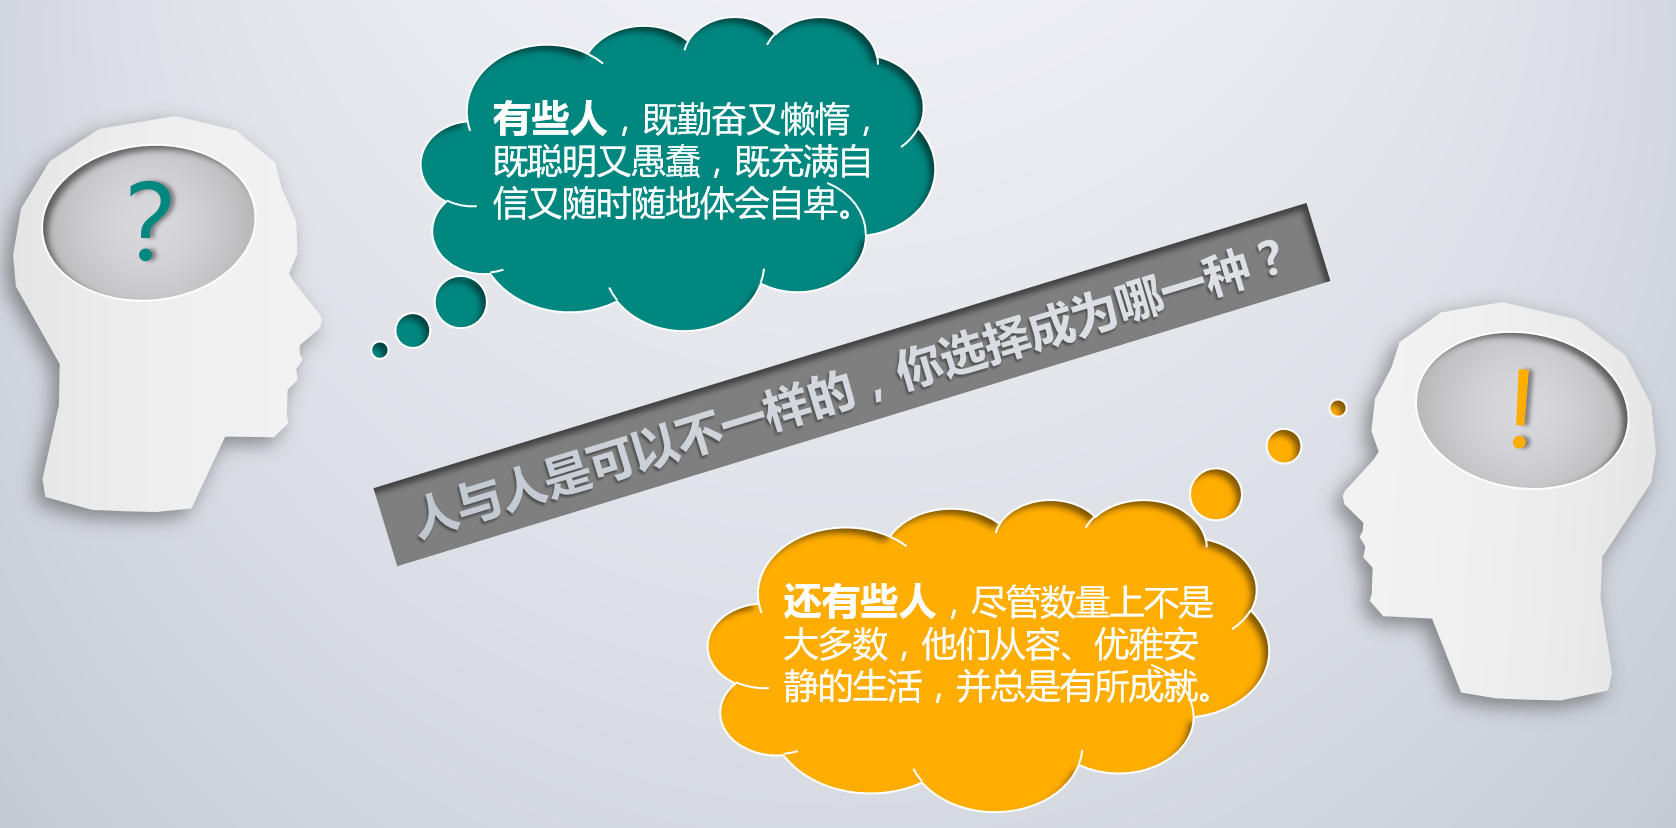 ?
有些人，既勤奋又懒惰，
既聪明又愚蠢，既充满自
信又随时随地体会自卑。
人与人是可以不一样的，你选择成为哪一种？
!
还有些人，尽管数量上不是
大多数，他们从容、优雅安
静的生活，并总是有所成就。